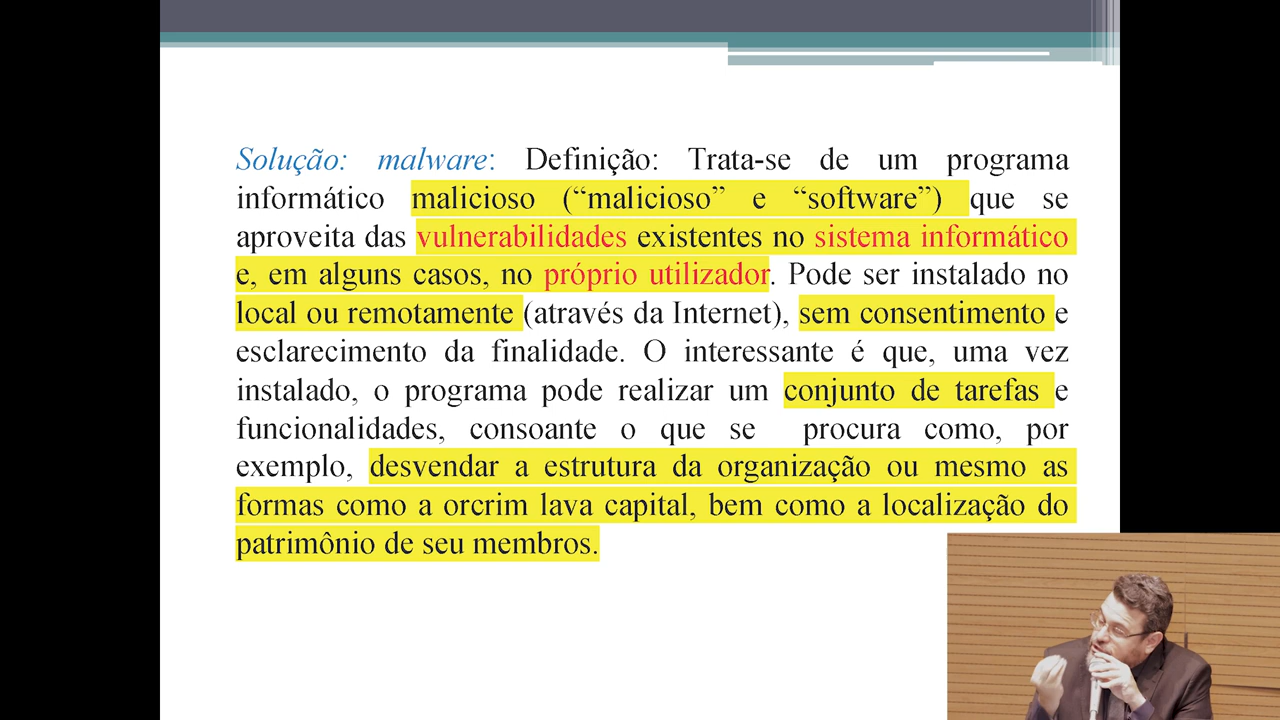 Solução: malware: Definição: Trata-se de um programa
informático malicioso (“malicioso” e “software”) que se
aproveita das vulnerabilidades existentes no sistema informático
e, em alguns casos, no próprio utilizador. Pode ser instalado no
local ou remotamente (através da Internet), sem consentimento e
esclarecimento da finalidade. O interessante é que, uma vez
instalado, o programa pode realizar um conjunto de tarefas e
funcionalidades, consoante o que se procura como, por
exemplo, desvendar a estrutura da organização ou mesmo as
formas como a orcrim lava capital, bem como a localização do
patrimônio de seu membros.